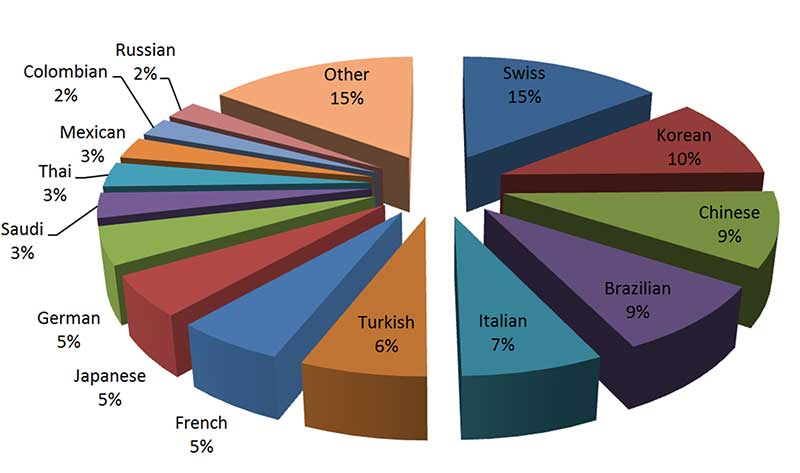 Swiss
15%
Korean
10%
Chinese
9%
Brazilian
9%
Italian
7%
Turkish
6%
French
5%
Japanese
5%
German
5%
Saudi
3%
Thai
3%
Mexican
3%
Colombian
2%
Russian
2%
Other
15%